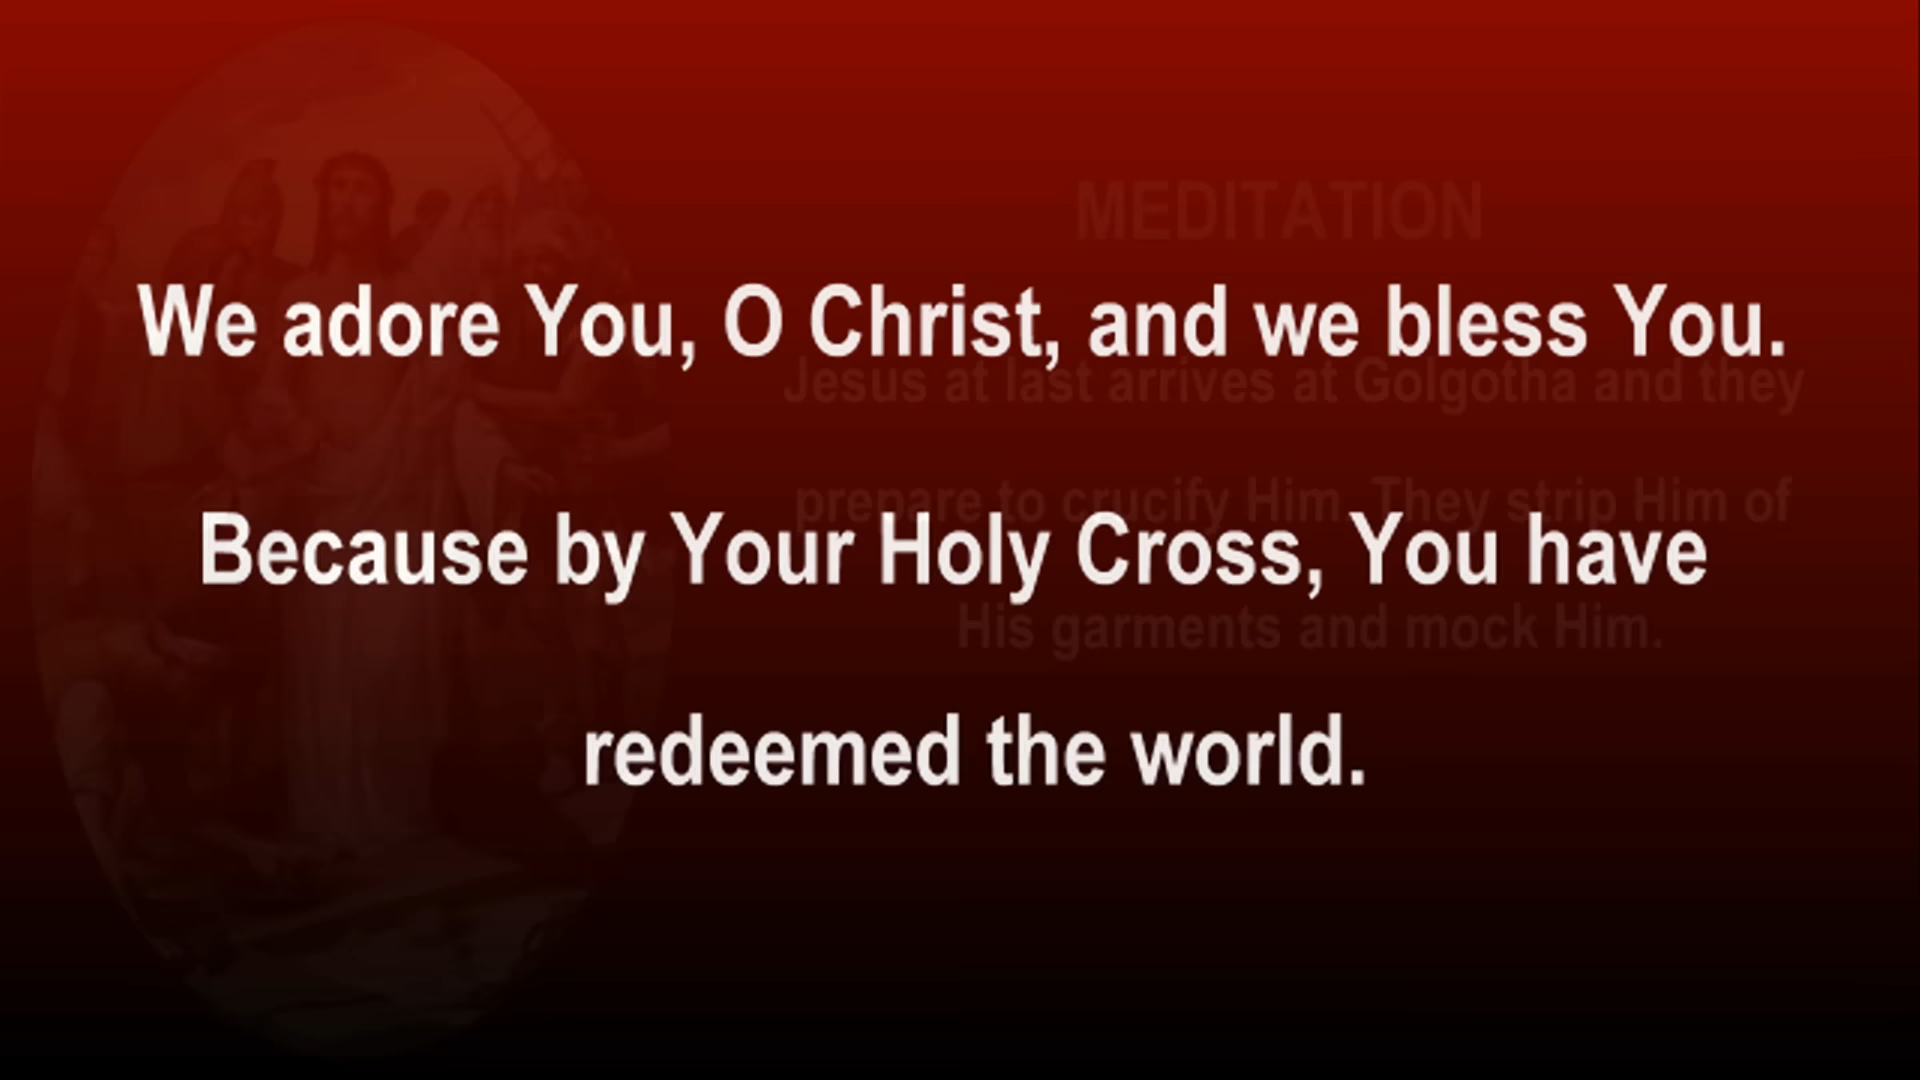 MEDITATION
We adore You, O Christ, and we bless You.
Jesus at last arrives at Golgotha and they
prepare to crucify Him. They strip Him of
Because by Your Holy Cross, You have
His garments and mock Him.
redeemed the world.